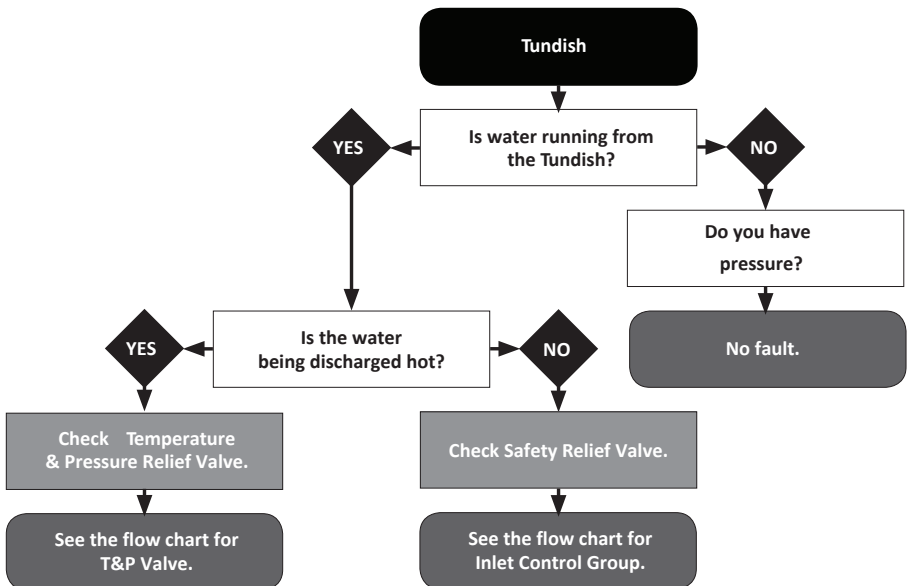 Tundish
Is water running from
the Tundish?
YES
NO
Do you have
pressure?
No fault.
Is the water
being discharged hot?
YES
NO
Check Temperature
& Pressure Relief Valve.
Check Safety Relief Valve.
See the flow chart for
T&P Valve.
See the flow chart for
Inlet Control Group.